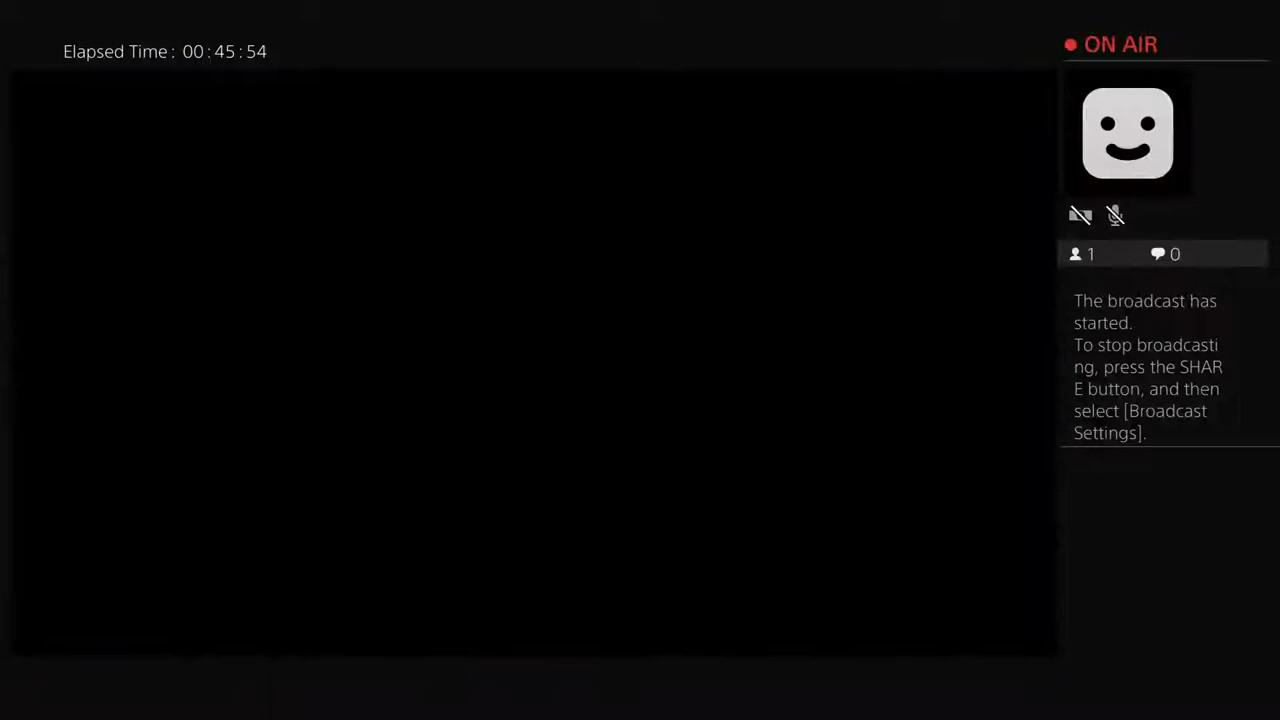 Elapsed Time : 00:45:54
ON AIR
1 0
The broadcast has
started.
To stop broadcasti
ng, press the SHAR
E button, and then
select [Broadcast
Settings].